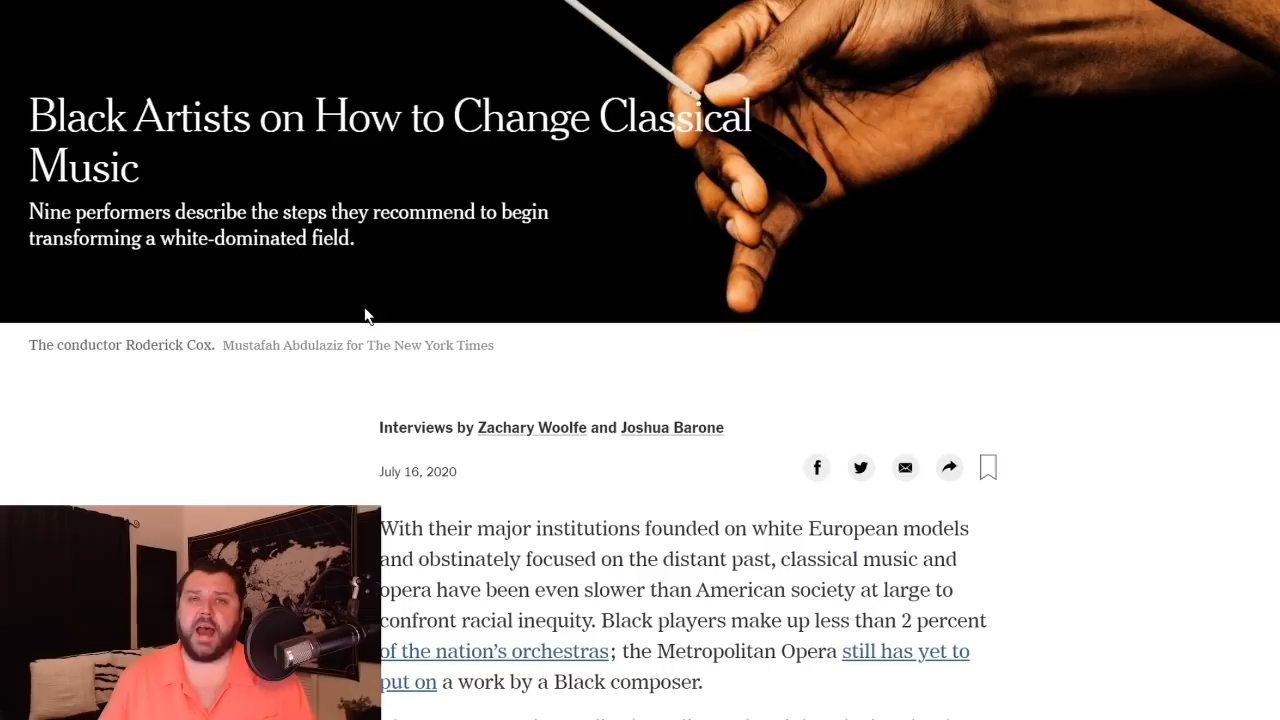 Black Artists on How to Change Classical
Music
Nine performers describe the steps they recommend to begin
transforming a white-dominated field.
The conductor Roderick Cox. Mustafah Abdulaziz for The New York Times
Interviews by Zachary Woolfe and Joshua Barone
July 16, 2020
With their major institutions founded on white European models
and obstinately focused on the distant past, classical music and
opera have been even slower than American society at large to
confront racial inequity. Black players make up less than 2 percent
of the nation's orchestras; the Metropolitan Opera still has yet to
put on a work by a Black composer.